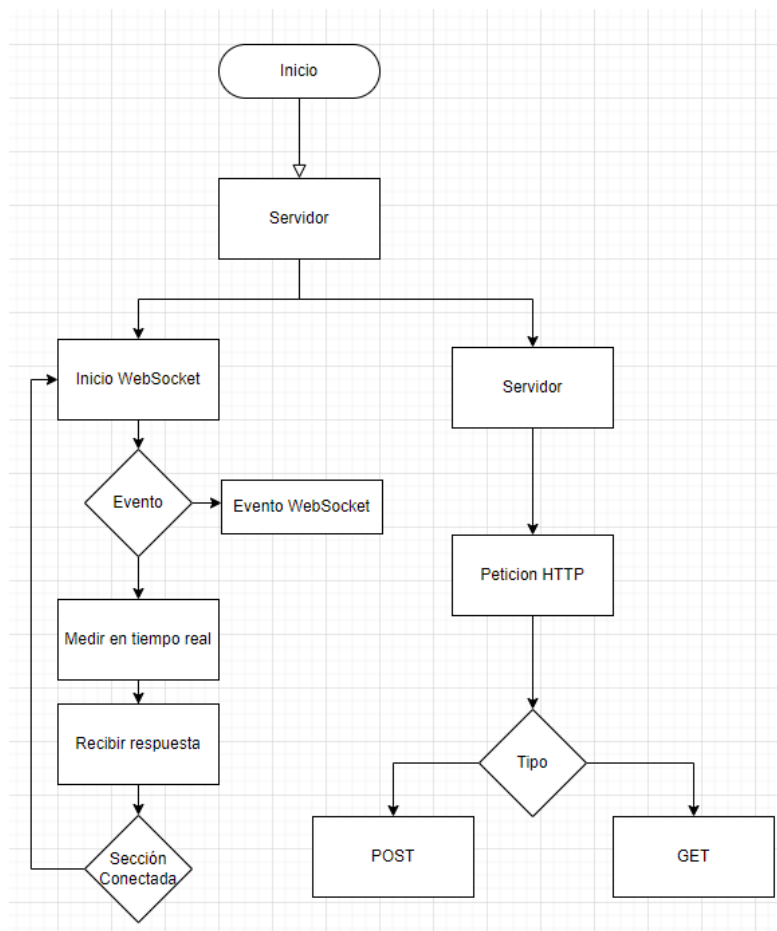 Inicio
Servidor
Inicio WebSocket
Servidor
Evento
Evento WebSocket
Peticion HTTP
Medir en tiempo real
Recibir respuesta
Tipo
POST
GET
Sección
Conectada